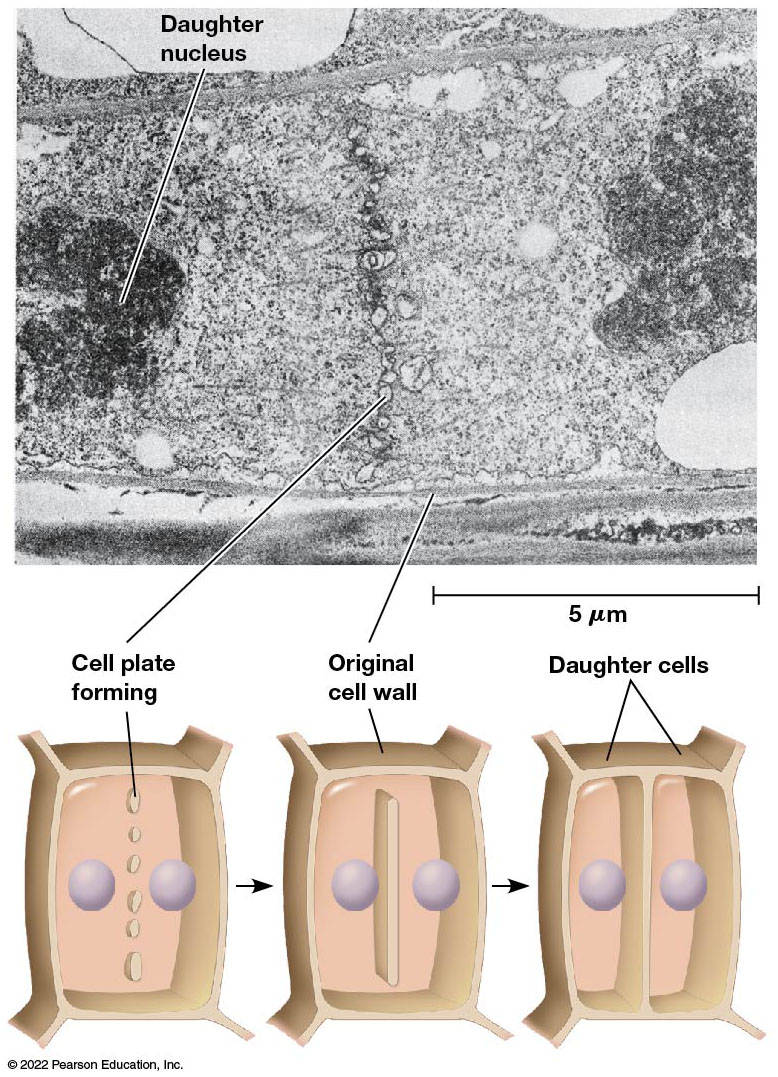 Daughter
nucleus
5 μm
Cell plate
forming
Original
cell wall
Daughter cells
© 2022 Pearson Education, Inc.